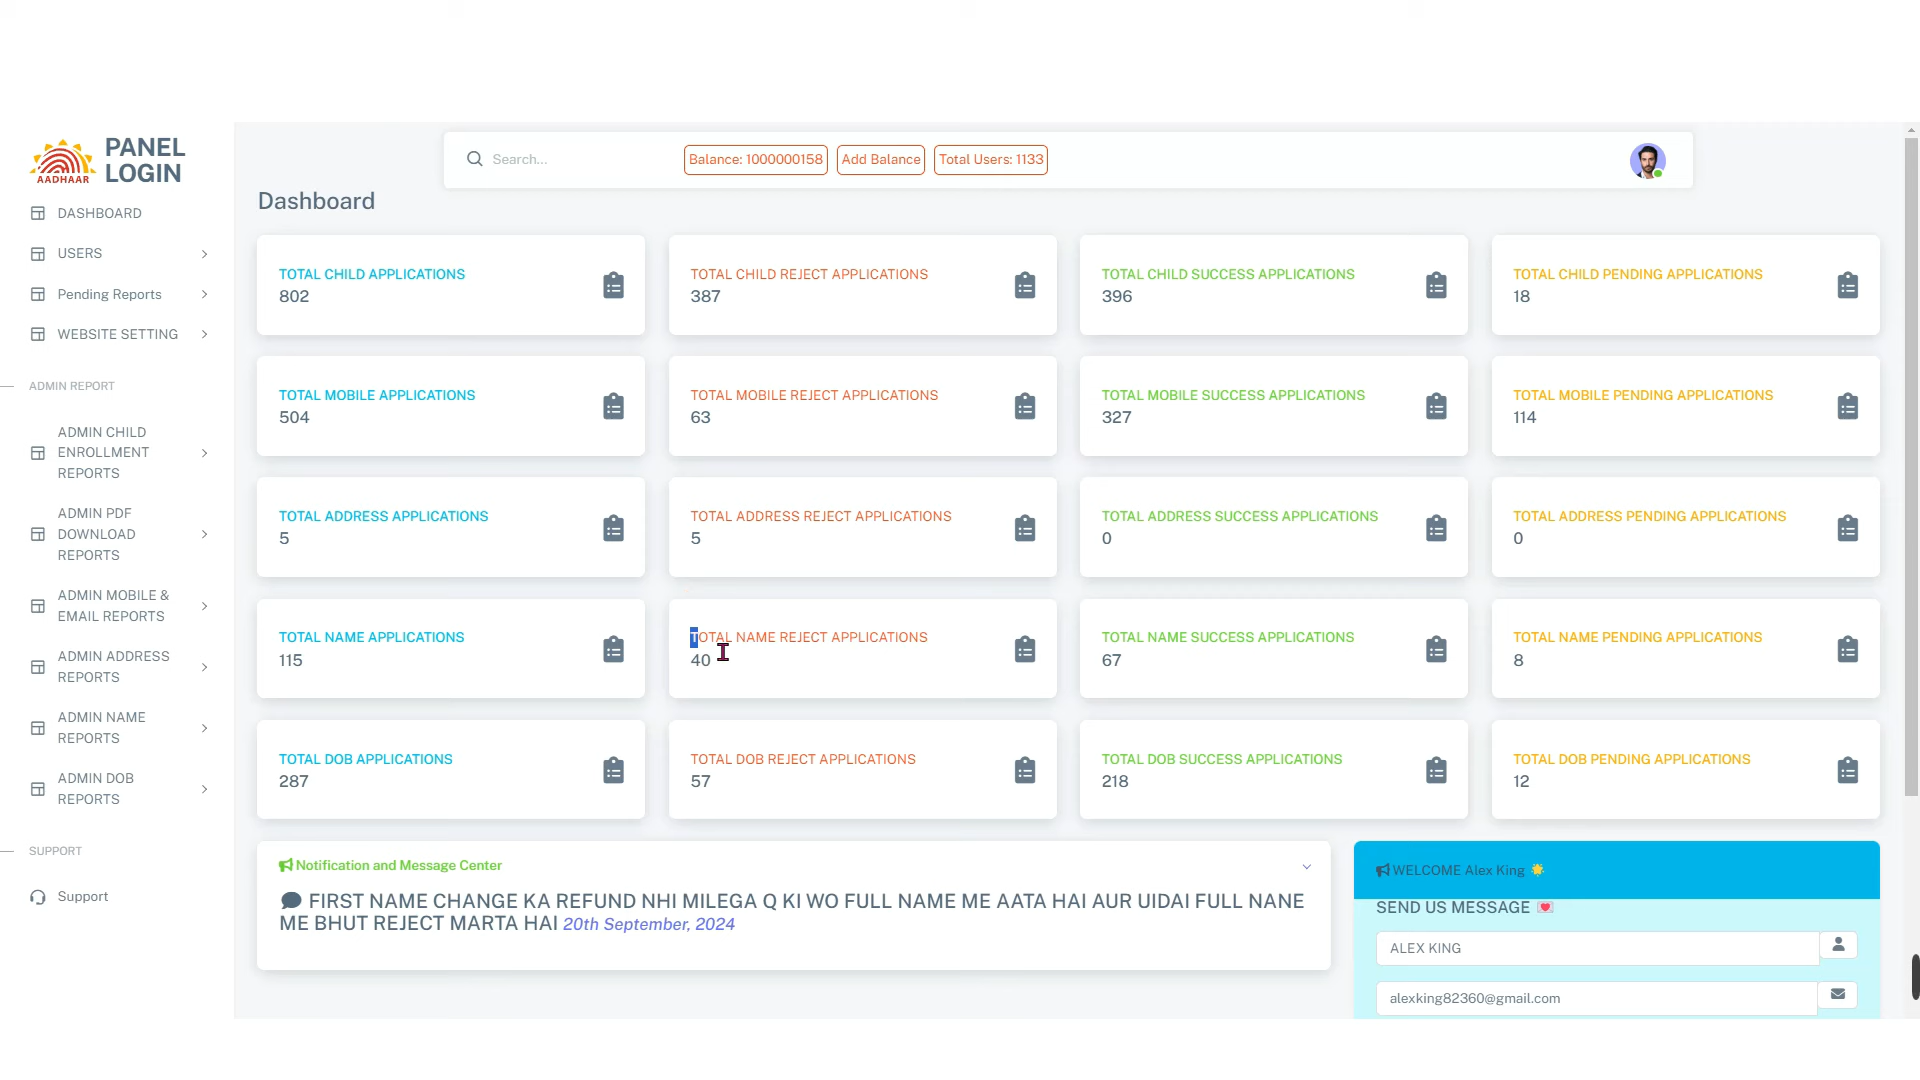 PANEL
LOGIN
AADHAAR
Search...
Balance: 1000000158
Add Balance
Total Users: 1133
DASHBOARD
USERS
Pending Reports
WEBSITE SETTING
ADMIN REPORT
ADMIN CHILD
ENROLLMENT
REPORTS
ADMIN PDF
DOWNLOAD
REPORTS
ADMIN MOBILE &
EMAIL REPORTS
ADMIN ADDRESS
REPORTS
ADMIN NAME
REPORTS
ADMIN DOB
REPORTS
SUPPORT
Support
Dashboard
TOTAL CHILD APPLICATIONS
802
TOTAL CHILD REJECT APPLICATIONS
387
TOTAL CHILD SUCCESS APPLICATIONS
396
TOTAL CHILD PENDING APPLICATIONS
18
TOTAL MOBILE APPLICATIONS
504
TOTAL MOBILE REJECT APPLICATIONS
63
TOTAL MOBILE SUCCESS APPLICATIONS
327
TOTAL MOBILE PENDING APPLICATIONS
114
TOTAL ADDRESS APPLICATIONS
5
TOTAL ADDRESS REJECT APPLICATIONS
5
TOTAL ADDRESS SUCCESS APPLICATIONS
0
TOTAL ADDRESS PENDING APPLICATIONS
0
TOTAL NAME APPLICATIONS
115
TOTAL NAME REJECT APPLICATIONS
40
TOTAL NAME SUCCESS APPLICATIONS
67
TOTAL NAME PENDING APPLICATIONS
8
TOTAL DOB APPLICATIONS
287
TOTAL DOB REJECT APPLICATIONS
57
TOTAL DOB SUCCESS APPLICATIONS
218
TOTAL DOB PENDING APPLICATIONS
12
Notification and Message Center
FIRST NAME CHANGE KA REFUND NHI MILEGA Q KI WO FULL NAME ME AATA HAI AUR UIDAI FULL NANE
ME BHUT REJECT MARTA HAI 20th September, 2024
WELCOME Alex King
SEND US MESSAGE
ALEX KING
alexking82360@gmail.com